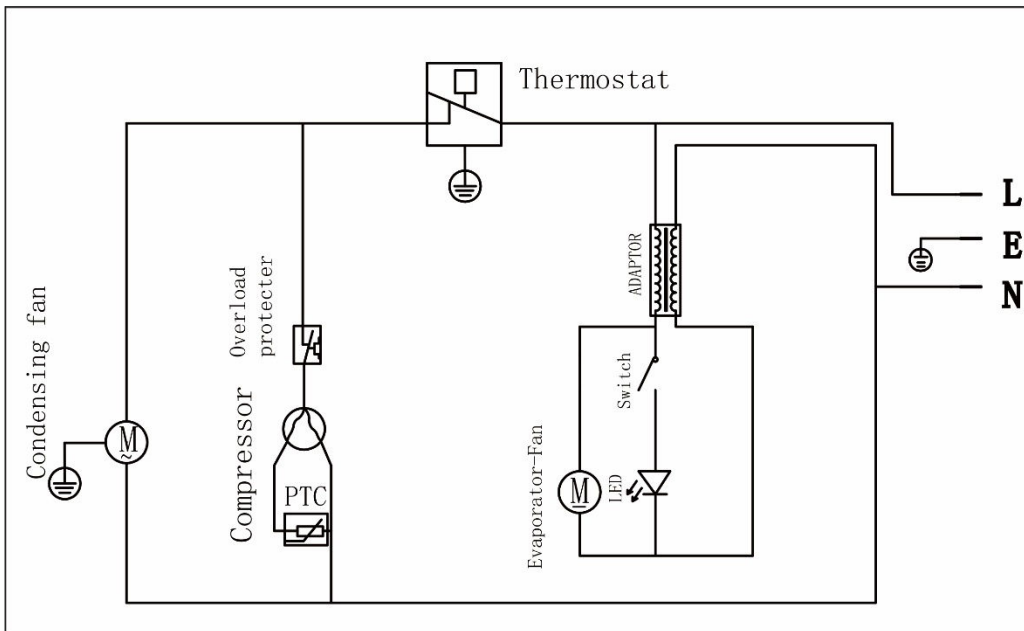 Thermostat
L
E
N
ADAPTOR
Overload
protecter
Condensing fan
Switch
Compressor
M
~
PTC
Evaporator-Fan
M
LED